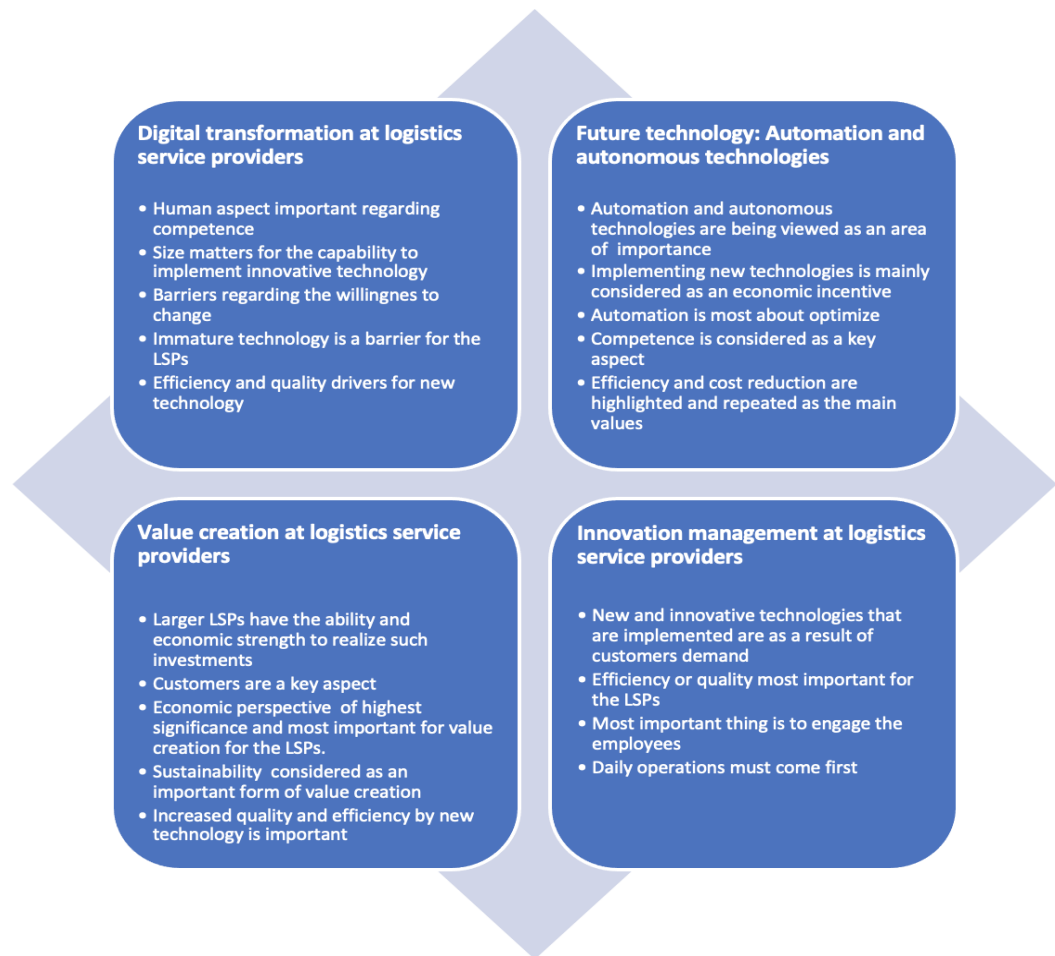 Digital transformation at logistics
service providers
• Human aspect important regarding
competence
• Size matters for the capability to
implement innovative technology
• Barriers regarding the willingnes to
change
• Immature technology is a barrier for the
LSPs
• Efficiency and quality drivers for new
technology
Future technology: Automation and
autonomous technologies
• Automation and autonomous
technologies are being viewed as an area
of importance
• Implementing new technologies is mainly
considered as an economic incentive
• Automation is most about optimize
• Competence is considered as a key
aspect
• Efficiency and cost reduction are
highlighted and repeated as the main
values
Value creation at logistics service
providers
• Larger LSPs have the ability and
economic strength to realize such
investments
• Customers are a key aspect
• Economic perspective of highest
significance and most important for value
creation for the LSPs.
• Sustainability considered as an
important form of value creation
• Increased quality and efficiency by new
technology is important
Innovation management at logistics
service providers
• New and innovative technologies that
are implemented are as a result of
customers demand
• Efficiency or quality most important for
the LSPs
• Most important thing is to engage the
employees
• Daily operations must come first